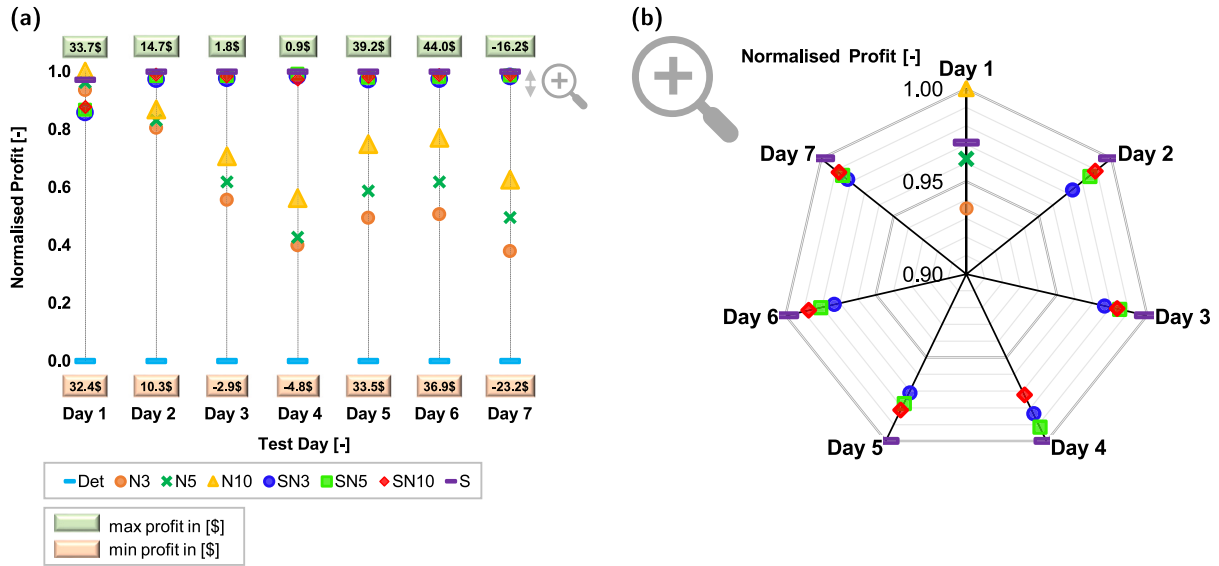 (a)
33.7$ 14.7$ 1.8$ 0.9$ 39.2$ 44.0$ -16.2$
Normalised Profit [-]
1.0
0.8
0.6
0.4
0.2
0.0
32.4$ 10.3$ -2.9$ -4.8$ 33.5$ 36.9$ -23.2$
Day 1 Day 2 Day 3 Day 4 Day 5 Day 6 Day 7
Test Day [-]
Det N3 N5 N10 SN3 SN5 SN10 S
max profit in [$]
min profit in [$]
(b)
Normalised Profit [-]
Day 1
1.00
Day 7
Day 2
0.95
0.90
Day 6
Day 3
Day 5
Day 4